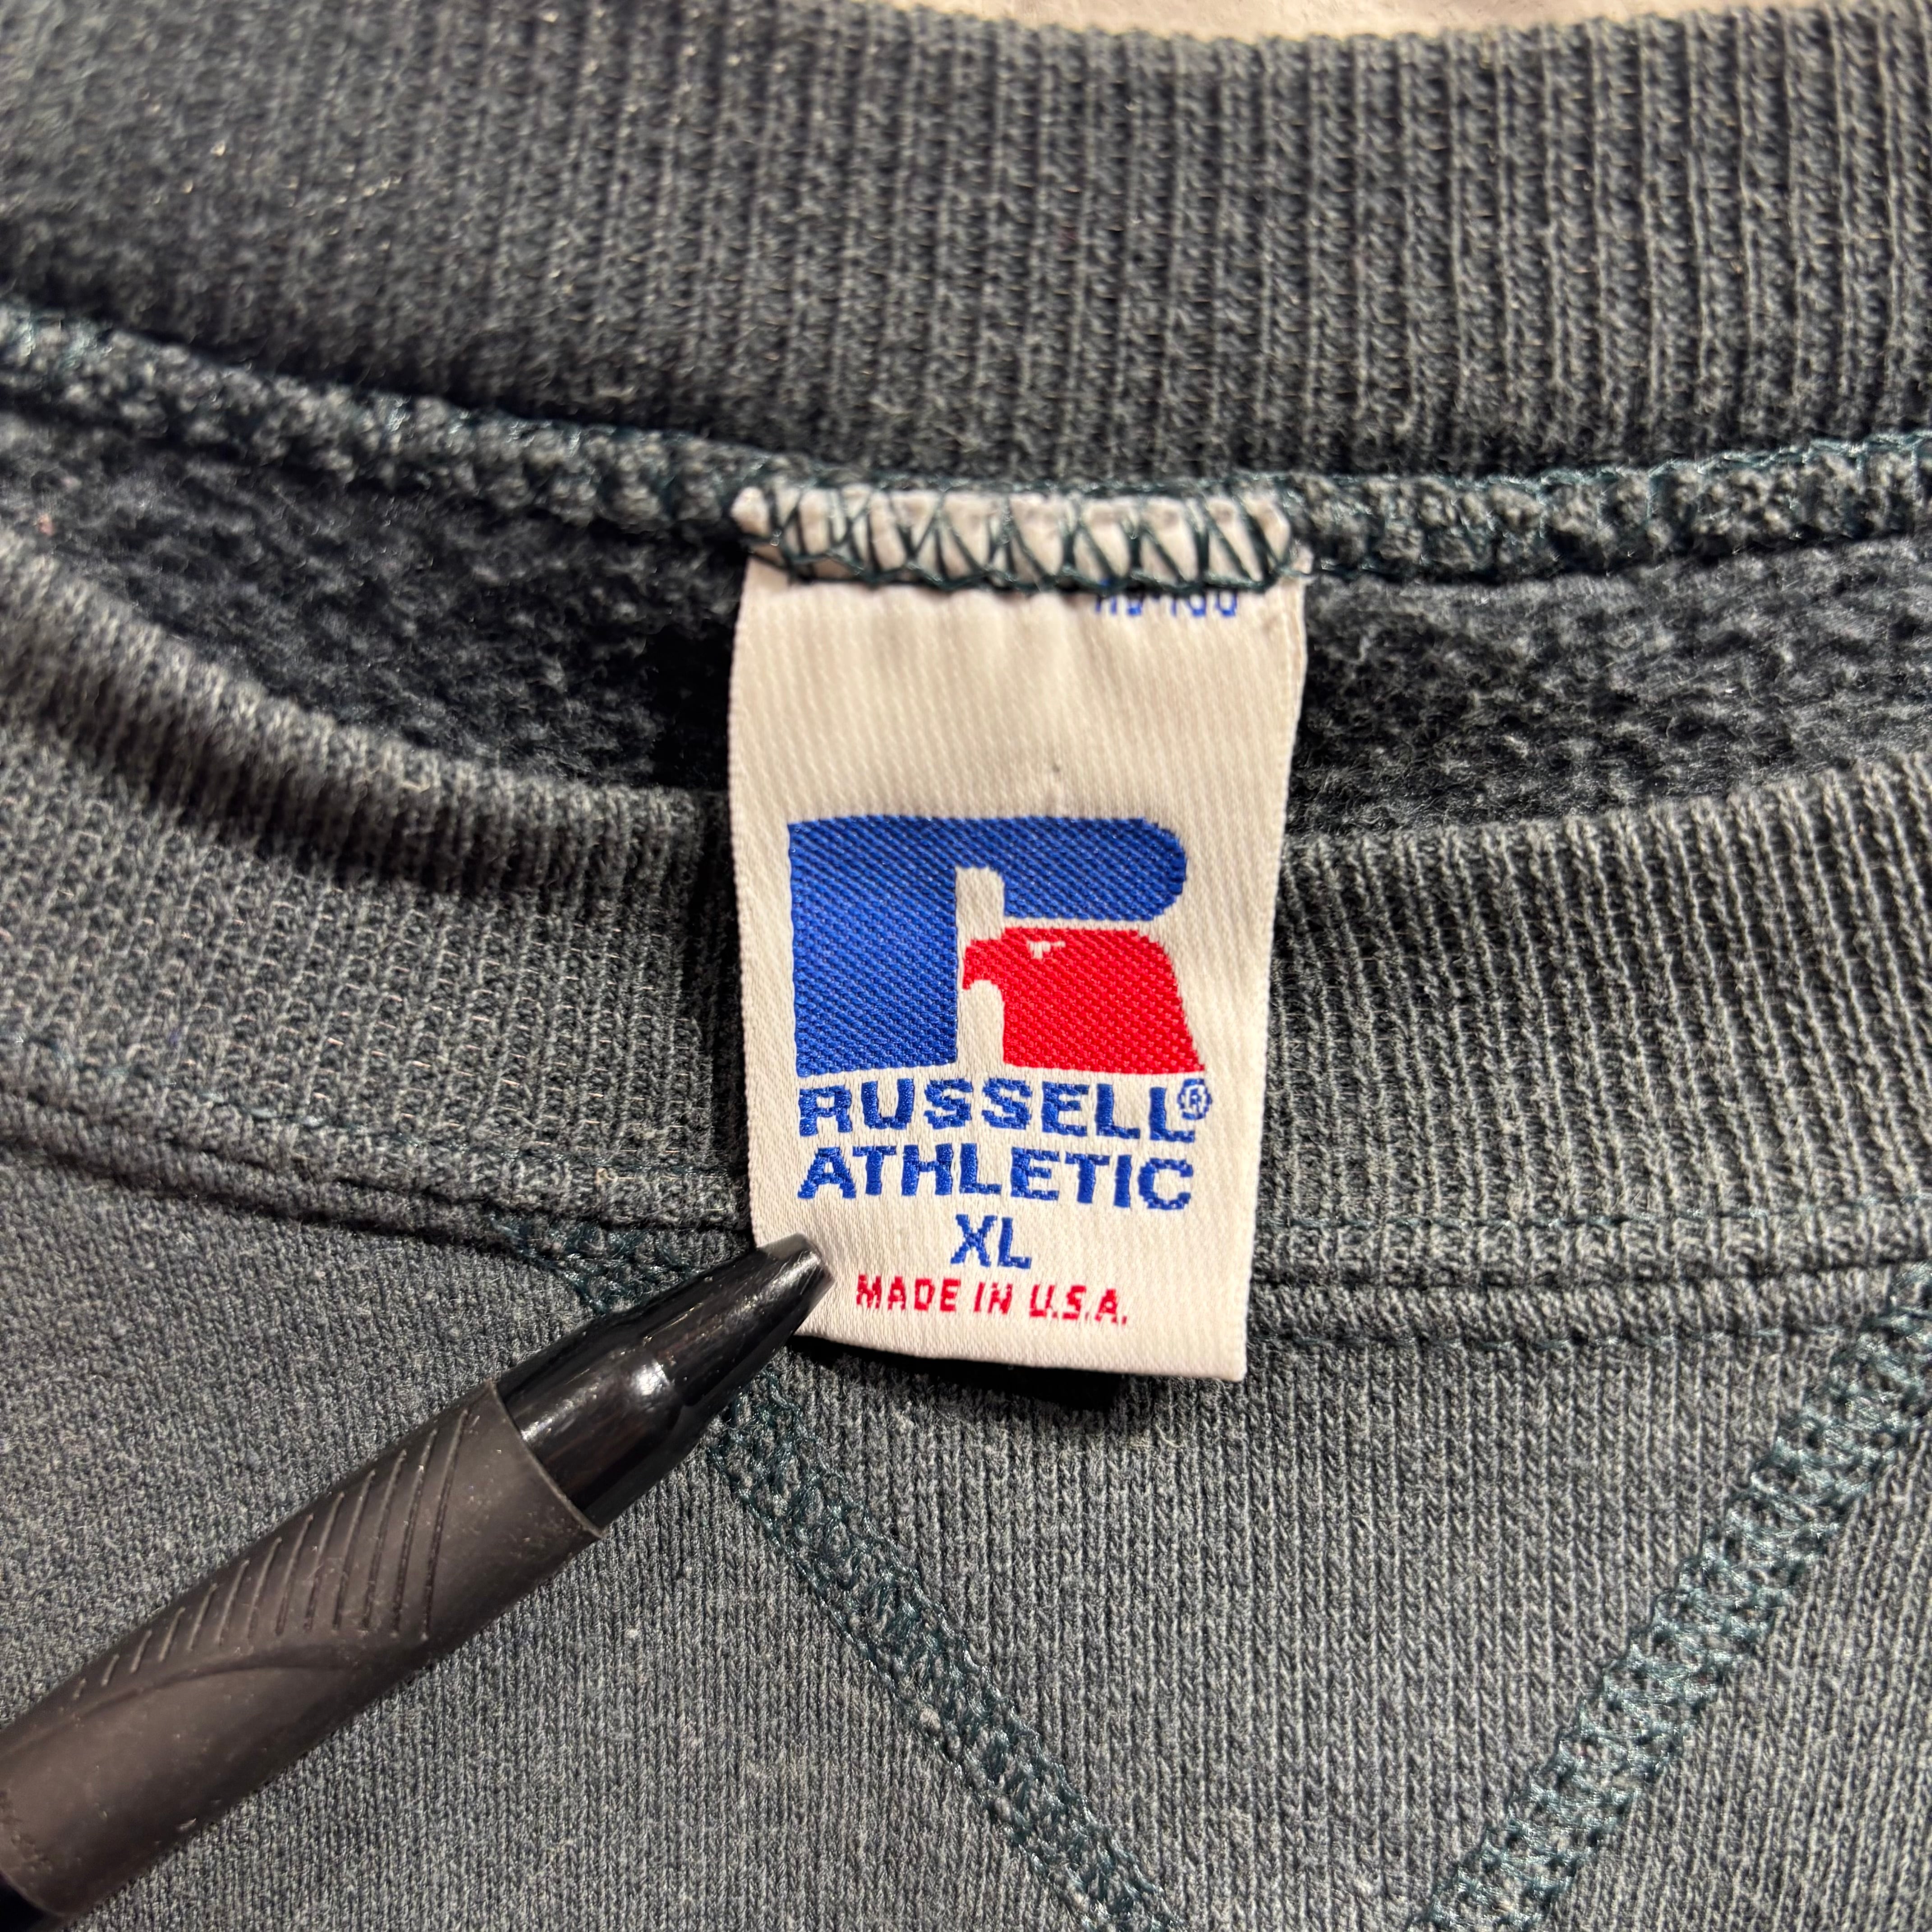 RUSSELL®
ATHLETIC
XL
MADE IN U.S.A.